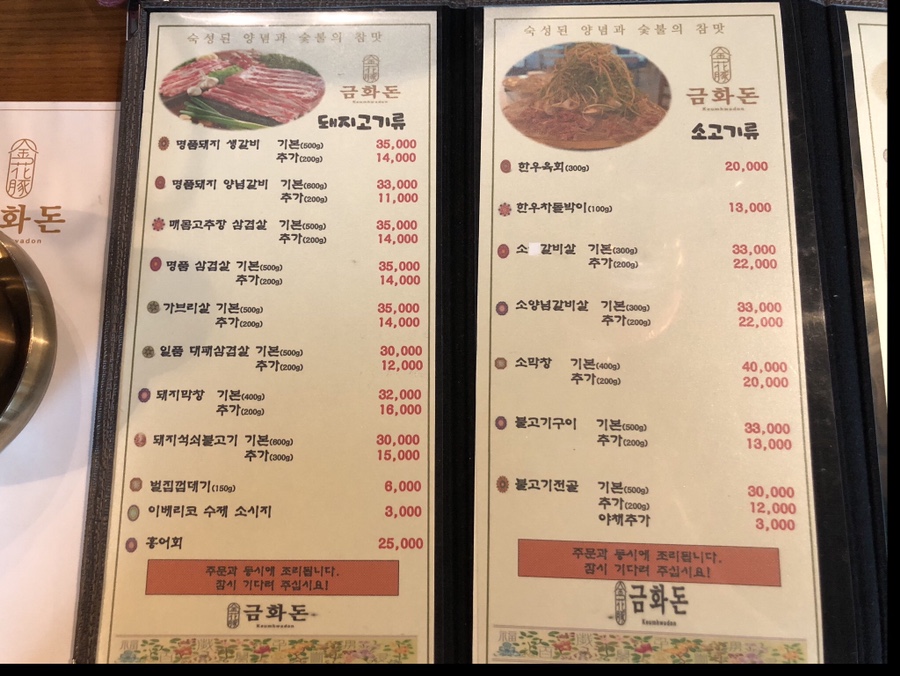 숙성된 양념과 숯불의 참맛
금화돈
Keumhwadon
돼지고기류
명품돼지 생갈비 기본(500g) 35,000
추가(200g) 14,000
명품돼지 양념갈비 기본(600g) 33,000
추가(200g) 11,000
매콤고추장 삼겹살 기본(500g) 35,000
추가(200g) 14,000
명품 삼겹살 기본(500g) 35,000
추가(200g) 14,000
가브리살 기본(500g) 35,000
추가(200g) 14,000
일품 대패삼겹살 기본(500g) 30,000
추가(200g) 12,000
돼지막창 기본(400g) 32,000
추가(200g) 16,000
돼지석쇠불고기 기본(600g) 30,000
추가(300g) 15,000
벌집껍데기(150g) 6,000
이베리코 수제 소시지 3,000
홍어회 25,000
주문과 동시에 조리됩니다.
잠시 기다려 주십시요!
금화돈
Keumhwadon
숙성된 양념과 숯불의 참맛
金花豚
금화돈
Keumhwadon
소고기류
한우육회(300g) 20,000
한우차돌박이(100g) 13,000
소 갈비살 기본(300g) 33,000
추가(200g) 22,000
소양념갈비살 기본(300g) 33,000
추가(200g) 22,000
소막창 기본(400g) 40,000
추가(200g) 20,000
불고기구이 기본(500g) 33,000
추가(200g) 13,000
불고기전골 기본(500g) 30,000
추가(200g) 12,000
야채추가 3,000
주문과 동시에 조리됩니다.
잠시 기다려 주십시요!
금화돈
Keumhwadon
金花豚
화돈
wadon